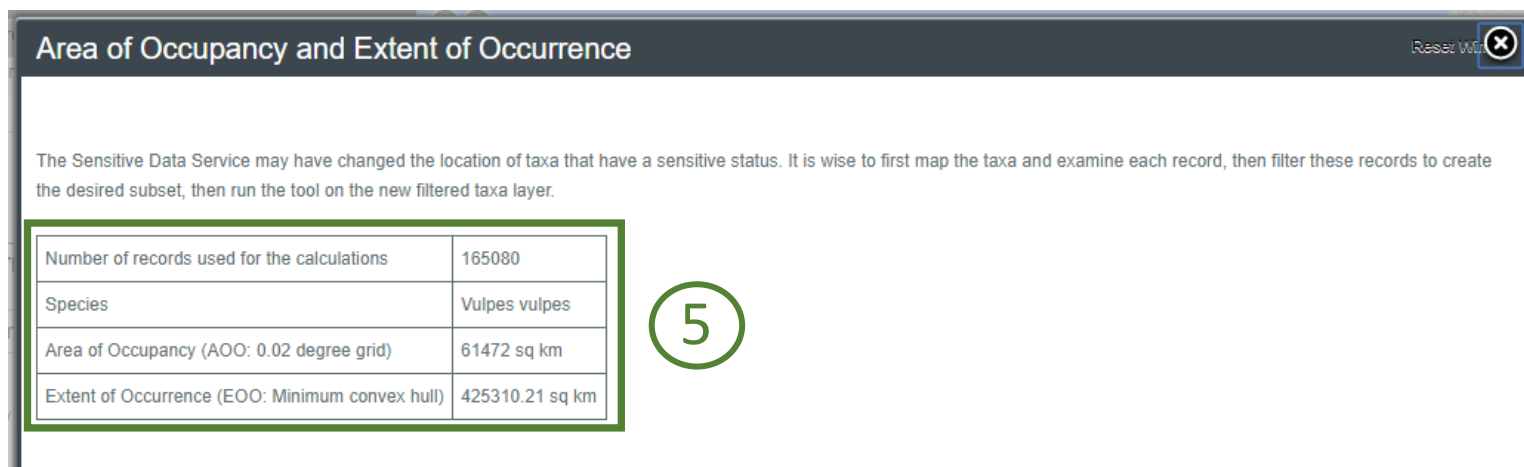 Area of Occupancy and Extent of Occurrence
The Sensitive Data Service may have changed the location of taxa that have a sensitive status. It is wise to first map the taxa and examine each record, then filter these records to create
the desired subset, then run the tool on the new filtered taxa layer.
Number of records used for the calculations 165080
Species Vulpes vulpes
Area of Occupancy (AOO: 0.02 degree grid) 61472 sq km
Extent of Occurrence (EOO: Minimum convex hull) 425310.21 sq km
5